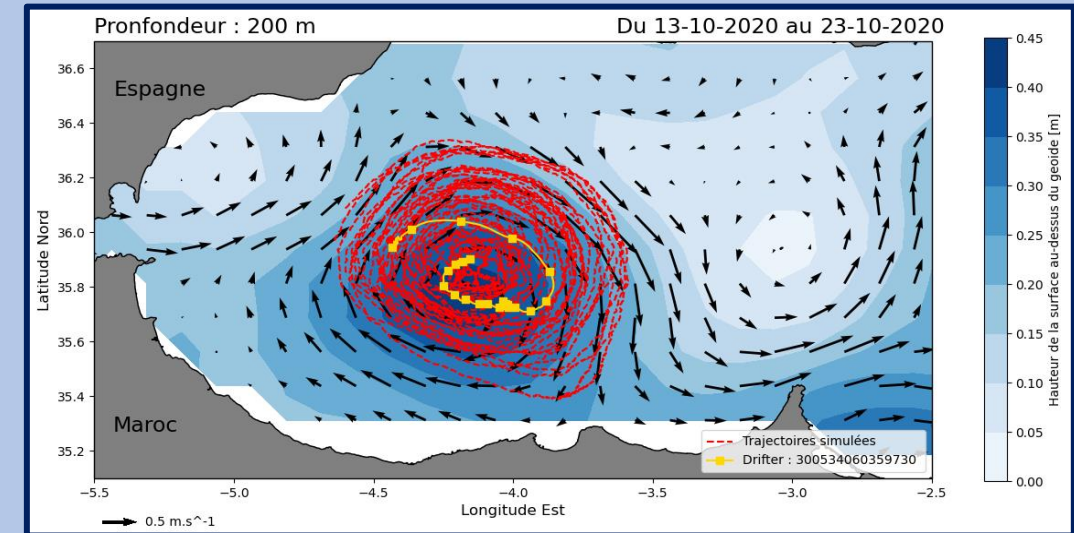 Pronfondeur : 200 m
Du 13-10-2020 au 23-10-2020
Espagne
Maroc
36.6
36.4
36.2
36.0
35.8
35.6
35.4
35.2
Latitude Nord
Trajectoires simulées
Drifter : 300534060359730
−5.5 −5.0 −4.5 −4.0 −3.5 −3.0 −2.5
Longitude Est
0.5 m.s^-1
0.45
0.40
0.35
0.30
0.25
0.20
0.15
0.10
0.05
0.00
Hauteur de la surface au-dessus du geoide [m]